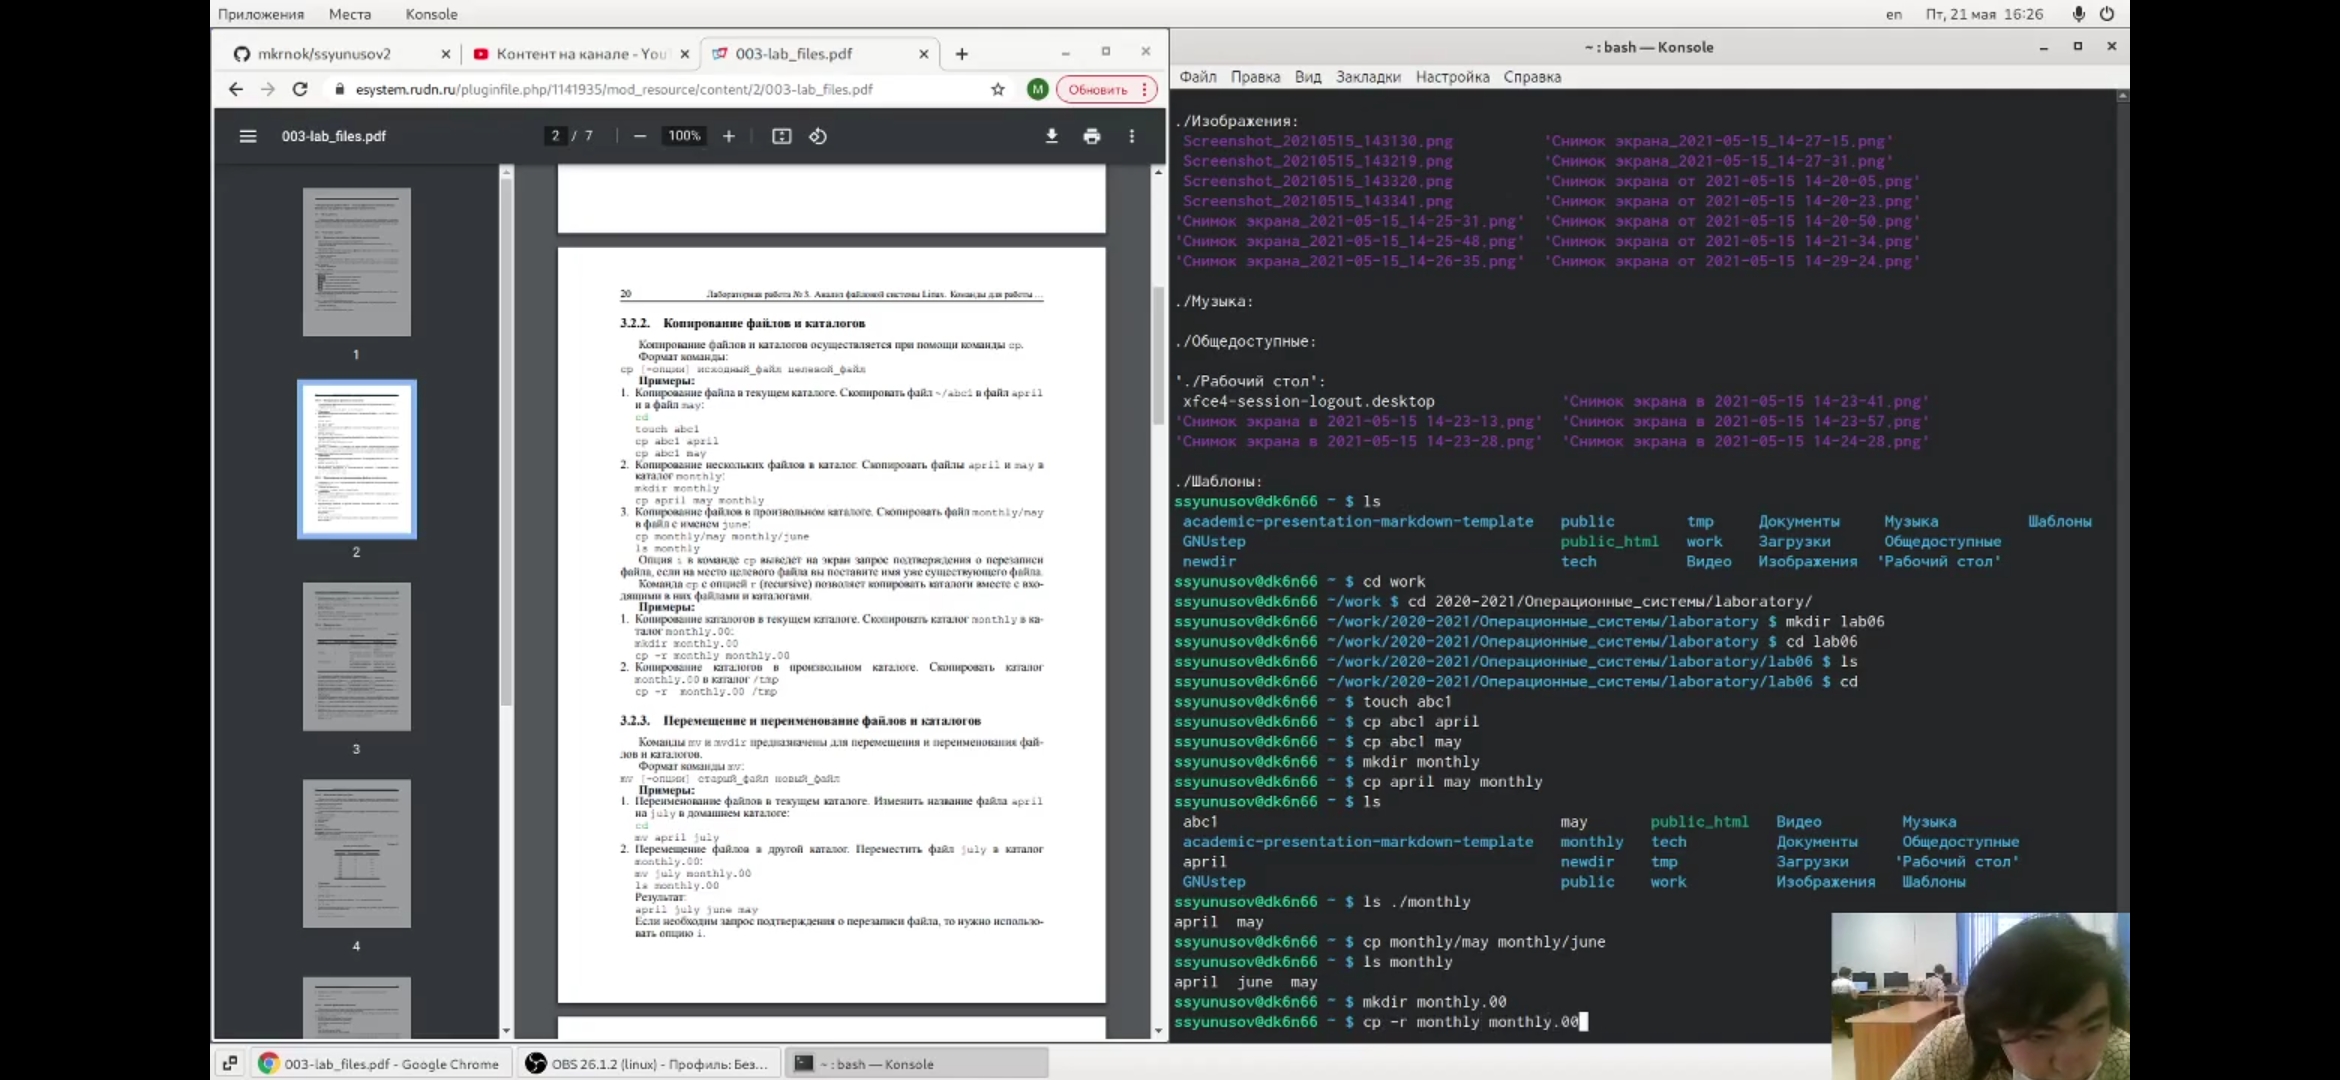 Приложения Места Konsole en Пт, 21 мая 16:26
mkrnok/ssyunusov2 Контент на канале - You 003-lab_files.pdf
esystem.rudn.ru/pluginfile.php/1141935/mod_resource/content/2/003-lab_files.pdf M Обновить
003-lab_files.pdf 2 / 7 100%
1
2
3
4
20 Лабораторная работа № 3. Анализ файловой системы Linux. Команды для работы ...
3.2.2. Копирование файлов и каталогов
Копирование файлов и каталогов осуществляется при помощи команды cp.
Формат команды:
cp [-опции] исходный_файл целевой_файл
Примеры:
1. Копирование файла в текущем каталоге. Скопировать файл ~/abc1 в файл april
и в файл may:
cd
touch abc1
cp abc1 april
cp abc1 may
2. Копирование нескольких файлов в каталог. Скопировать файлы april и may в
каталог monthly:
mkdir monthly
cp april may monthly
3. Копирование файлов в произвольном каталоге. Скопировать файл monthly/may
в файл с именем june:
cp monthly/may monthly/june
ls monthly
Опция i в команде cp выведет на экран запрос подтверждения о перезаписи
файла, если на место целевого файла вы поставите имя уже существующего файла.
Команда cp с опцией r (recursive) позволяет копировать каталоги вместе с вхо-
дящими в них файлами и каталогами.
Примеры:
1. Копирование каталогов в текущем каталоге. Скопировать каталог monthly в ка-
талог monthly.00:
mkdir monthly.00
cp -r monthly monthly.00
2. Копирование каталогов в произвольном каталоге. Скопировать каталог
monthly.00 в каталог /tmp
cp -r monthly.00 /tmp
3.2.3. Перемещение и переименование файлов и каталогов
Команды mv и mvdir предназначены для перемещения и переименования фай-
лов и каталогов.
Формат команды mv:
mv [-опции] старый_файл новый_файл
Примеры:
1. Переименование файлов в текущем каталоге. Изменить название файла april
на july в домашнем каталоге:
cd
mv april july
2. Перемещение файлов в другой каталог. Переместить файл july в каталог
monthly.00:
mv july monthly.00
ls monthly.00
Результат:
april july june may
Если необходим запрос подтверждения о перезаписи файла, то нужно использо-
вать опцию i.
~ : bash — Konsole
Файл Правка Вид Закладки Настройка Справка
./Изображения:
Screenshot_20210515_143130.png 'Снимок экрана_2021-05-15_14-27-15.png'
Screenshot_20210515_143219.png 'Снимок экрана_2021-05-15_14-27-31.png'
Screenshot_20210515_143320.png 'Снимок экрана от 2021-05-15 14-20-05.png'
Screenshot_20210515_143341.png 'Снимок экрана от 2021-05-15 14-20-23.png'
'Снимок экрана_2021-05-15_14-25-31.png' 'Снимок экрана от 2021-05-15 14-20-50.png'
'Снимок экрана_2021-05-15_14-25-48.png' 'Снимок экрана от 2021-05-15 14-21-34.png'
'Снимок экрана_2021-05-15_14-26-35.png' 'Снимок экрана от 2021-05-15 14-29-24.png'
./Музыка:
./Общедоступные:
'./Рабочий стол':
xfce4-session-logout.desktop 'Снимок экрана в 2021-05-15 14-23-41.png'
'Снимок экрана в 2021-05-15 14-23-13.png' 'Снимок экрана в 2021-05-15 14-23-57.png'
'Снимок экрана в 2021-05-15 14-23-28.png' 'Снимок экрана в 2021-05-15 14-24-28.png'
./Шаблоны:
ssyunusov@dk6n66 ~ $ ls
academic-presentation-markdown-template public tmp Документы Музыка Шаблоны
GNUstep public_html work Загрузки Общедоступные
newdir tech Видео Изображения 'Рабочий стол'
ssyunusov@dk6n66 ~ $ cd work
ssyunusov@dk6n66 ~/work $ cd 2020-2021/Операционные_системы/laboratory/
ssyunusov@dk6n66 ~/work/2020-2021/Операционные_системы/laboratory $ mkdir lab06
ssyunusov@dk6n66 ~/work/2020-2021/Операционные_системы/laboratory $ cd lab06
ssyunusov@dk6n66 ~/work/2020-2021/Операционные_системы/laboratory/lab06 $ ls
ssyunusov@dk6n66 ~/work/2020-2021/Операционные_системы/laboratory/lab06 $ cd
ssyunusov@dk6n66 ~ $ touch abc1
ssyunusov@dk6n66 ~ $ cp abc1 april
ssyunusov@dk6n66 ~ $ cp abc1 may
ssyunusov@dk6n66 ~ $ mkdir monthly
ssyunusov@dk6n66 ~ $ cp april may monthly
ssyunusov@dk6n66 ~ $ ls
abc1 may public_html Видео Музыка
academic-presentation-markdown-template monthly tech Документы Общедоступные
april newdir tmp Загрузки 'Рабочий стол'
GNUstep public work Изображения Шаблоны
ssyunusov@dk6n66 ~ $ ls ./monthly
april may
ssyunusov@dk6n66 ~ $ cp monthly/may monthly/june
ssyunusov@dk6n66 ~ $ ls monthly
april june may
ssyunusov@dk6n66 ~ $ mkdir monthly.00
ssyunusov@dk6n66 ~ $ cp -r monthly monthly.00
003-lab_files.pdf - Google Chrome OBS 26.1.2 (linux) - Профиль: Без... ~ : bash — Konsole